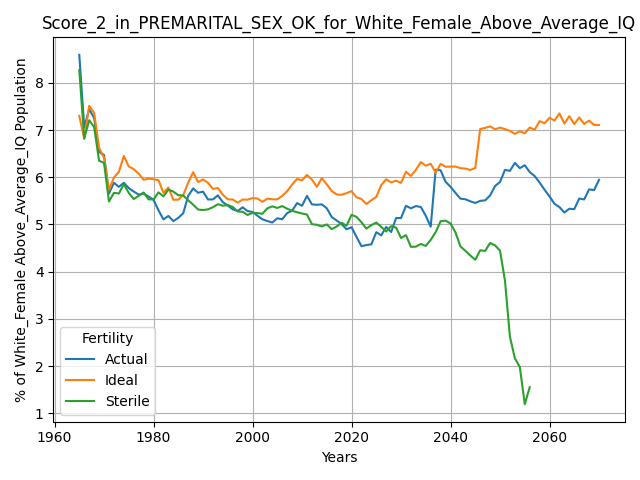 Score_2_in_PREMARITAL_SEX_OK_for_White_Female_Above_Average_IQ
% of White_Female Above_Average_IQ Population
8
7
6
5
4
3
2
1
Fertility
Actual
Ideal
Sterile
1960 1980 2000 2020 2040 2060
Years